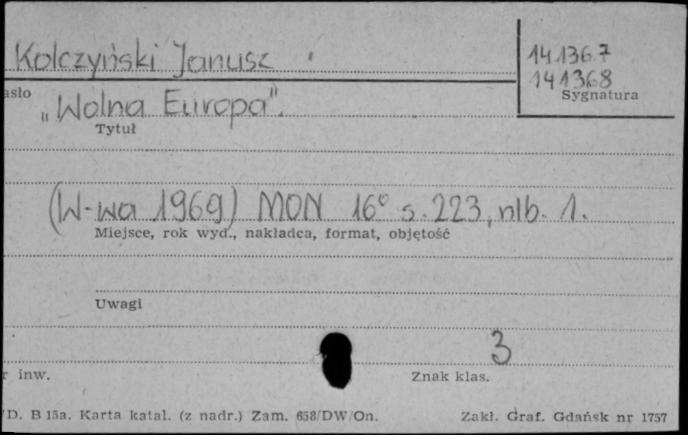 Kolczyński Janusz
141367
141368
Sygnatura
asło
„Wolna Europa".
Tytuł
(W-wa 1969) MON 16° s. 223, nlb. 1.
Miejsce, rok wyd., nakładca, format, objętość
Uwagi
3
r inw.
Znak klas.
D. B 15a. Karta katal. (z nadr.) Zam. 658/DW/On.
Zakł. Graf. Gdańsk nr 1757